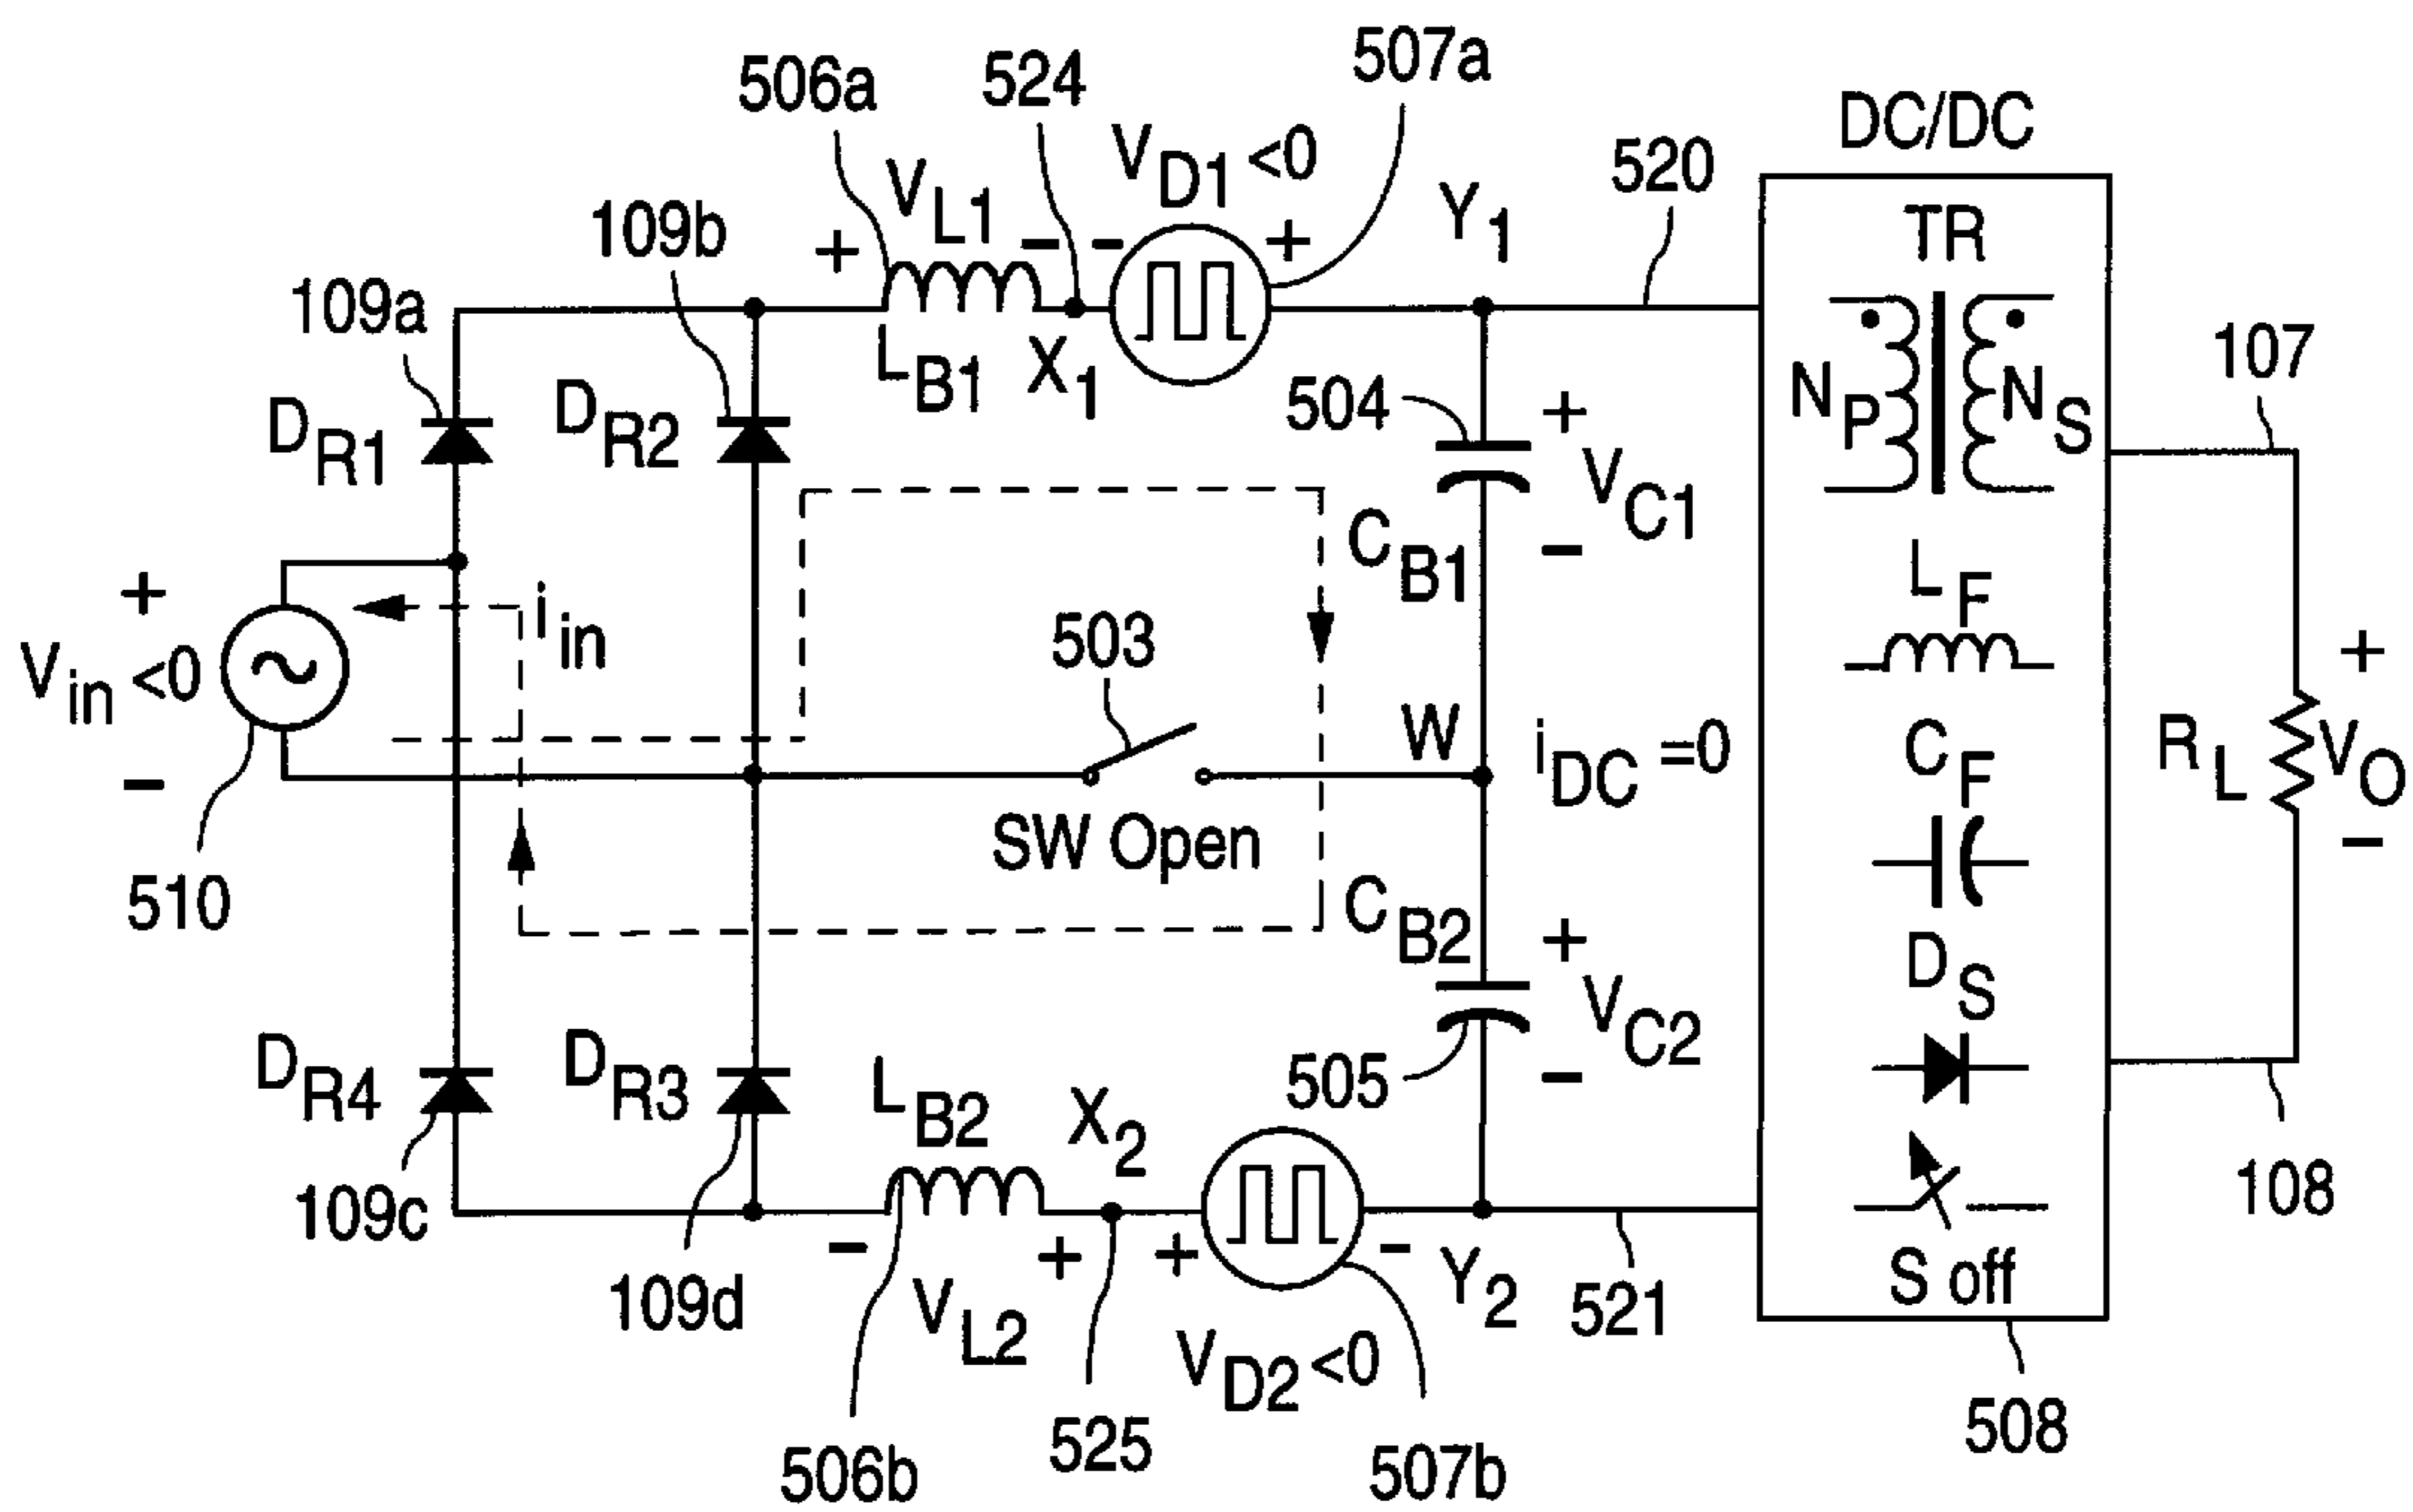 507a
506a
524
V_D1 <0
DC/DC
520
V_L1
Y_1
TR
109b
+
-
-
+
109a
L_B1
X_1
107
D_R1
D_R2
504
+
V_C1
-
N_P
N_S
C_B1
L_F
i_in
+
V_in <0
-
503
+
W
i_DC =0
C_F
R_L
V_O
-
SW Open
510
C_B2
+
V_C2
-
D_S
D_R4
D_R3
L_B2
X_2
505
109c
108
-
+
+
-
Y_2
S off
109d
V_L2
521
V_D2 <0
525
508
506b
507b